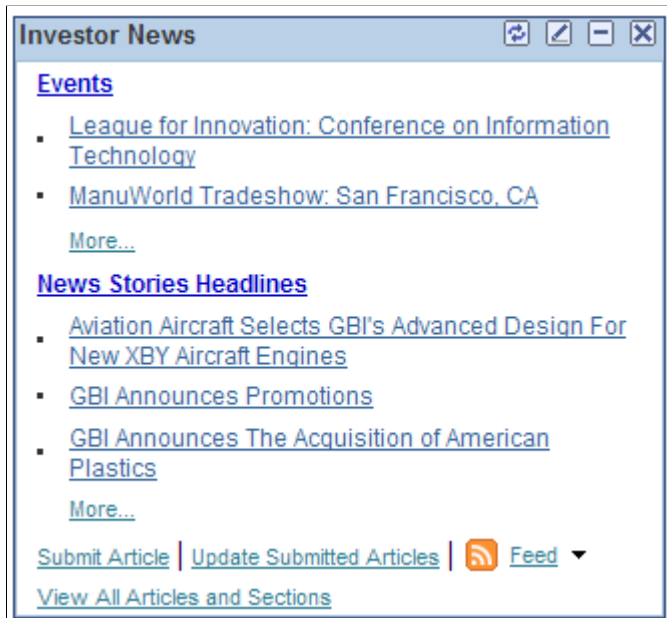 Investor News
Events
League for Innovation: Conference on Information
Technology
ManuWorld Tradeshow: San Francisco, CA
More...
News Stories Headlines
Aviation Aircraft Selects GBI's Advanced Design For
New XBY Aircraft Engines
GBI Announces Promotions
GBI Announces The Acquisition of American
Plastics
More...
Submit Article | Update Submitted Articles | Feed
View All Articles and Sections